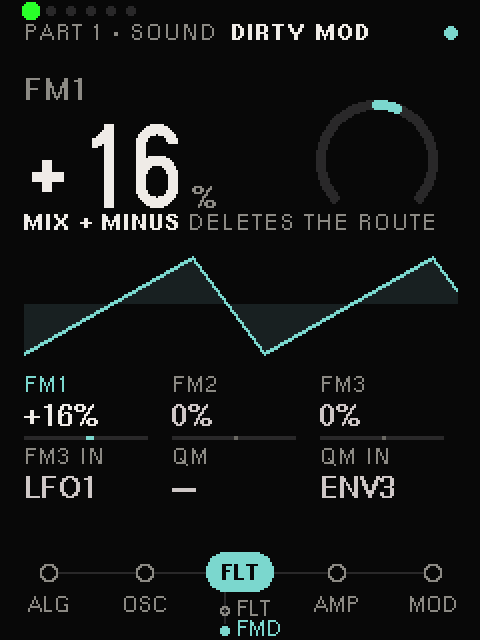 PART 1 · SOUND DIRTY MOD
FM1
+ 16 %
MIX + MINUS DELETES THE ROUTE
FM1 FM2 FM3
+16% 0% 0%
FM3 IN QM QM IN
LFO1 — ENV3
FLT
ALG OSC FLT AMP MOD
FMD